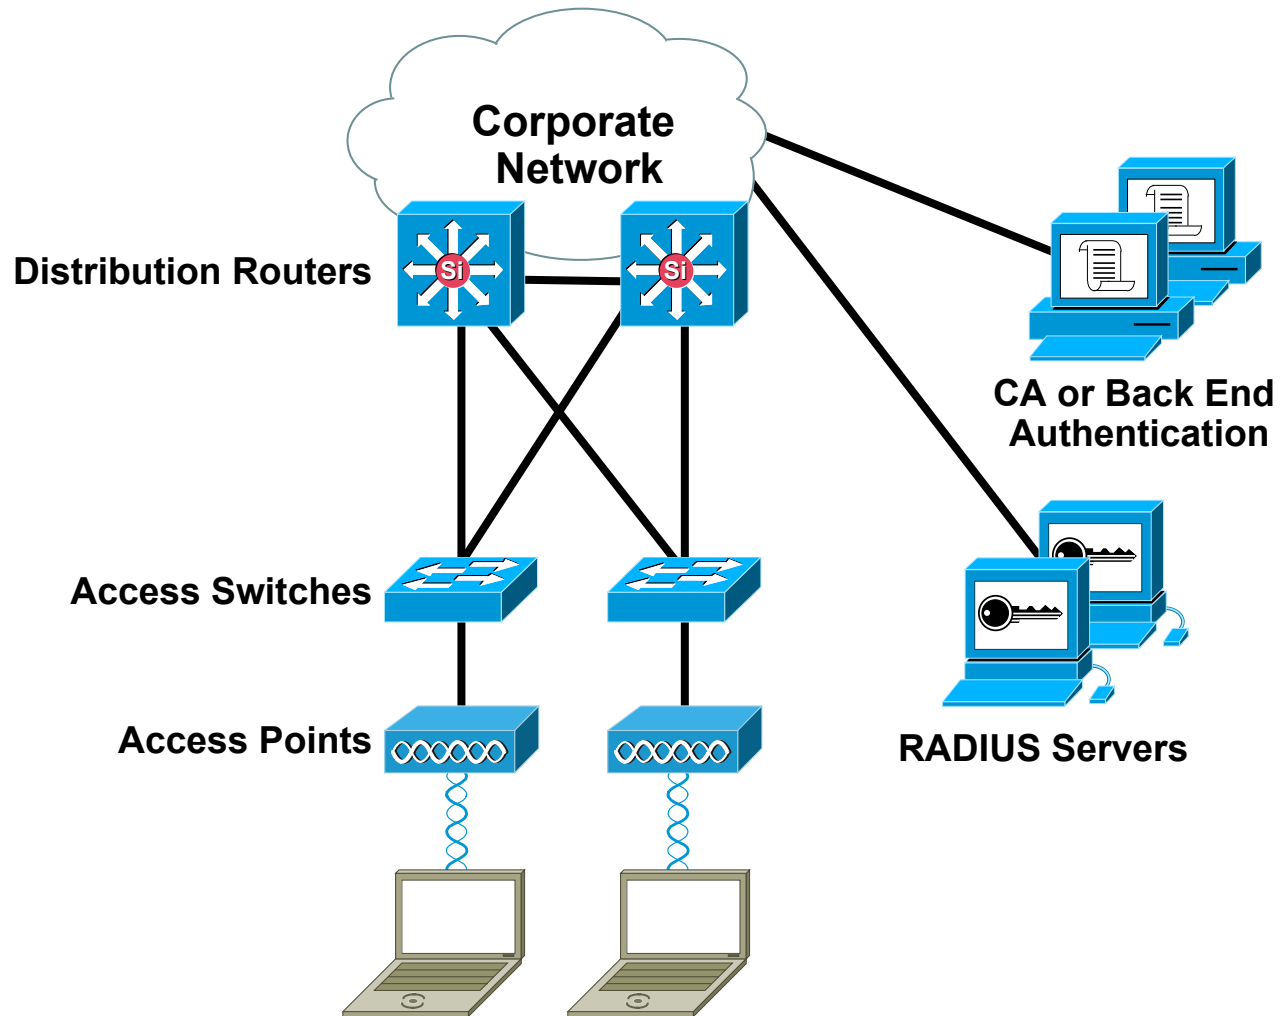 Corporate
Network
Distribution Routers
Si
Si
CA or Back End
Authentication
Access Switches
Access Points
RADIUS Servers